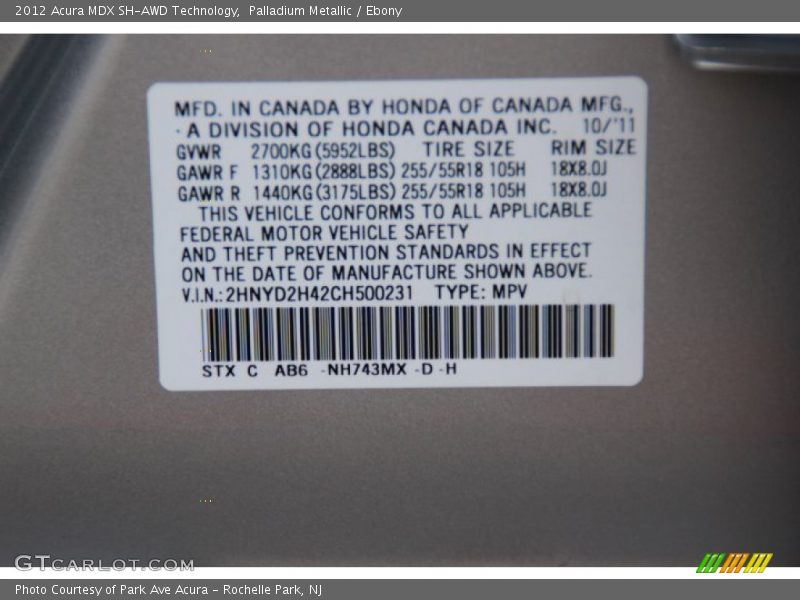 2012 Acura MDX SH-AWD Technology,  Palladium Metallic / Ebony
MFD. IN CANADA BY HONDA OF CANADA MFG.,
A DIVISION OF HONDA CANADA INC. 10/'11
GVWR 2700KG(5952LBS) TIRE SIZE RIM SIZE
GAWR F 1310KG(2888LBS) 255/55R18 105H 18X8.0J
GAWR R 1440KG(3175LBS) 255/55R18 105H 18X8.0J
THIS VEHICLE CONFORMS TO ALL APPLICABLE
FEDERAL MOTOR VEHICLE SAFETY
AND THEFT PREVENTION STANDARDS IN EFFECT
ON THE DATE OF MANUFACTURE SHOWN ABOVE.
V.I.N.: 2HNYD2H42CH500231 TYPE: MPV
STX C AB6 -NH743MX -D -H
GTCARLOT.COM
Photo Courtesy of Park Ave Acura - Rochelle Park, NJ